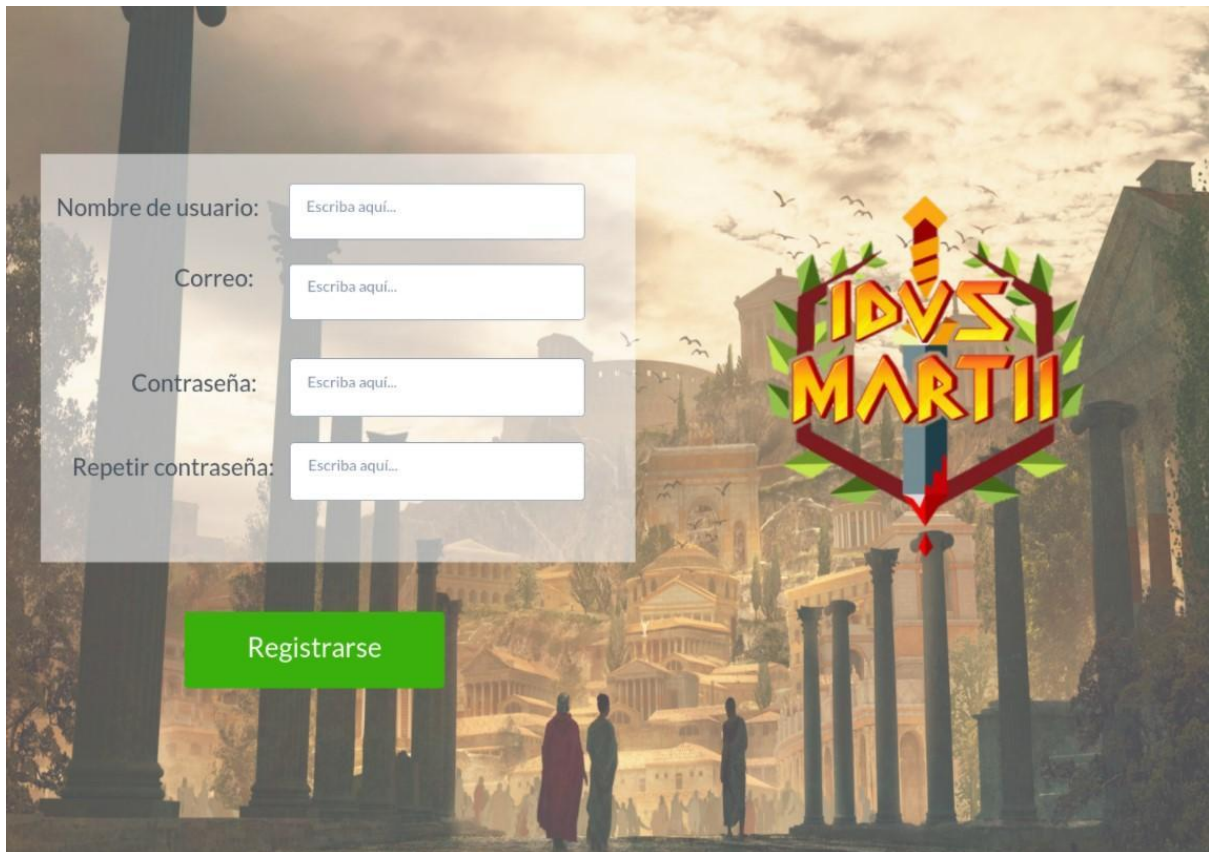 Nombre de usuario:
Escriba aquí...
Correo:
Escriba aquí...
Contraseña:
Escriba aquí...
Repetir contraseña:
Escriba aquí...
Registrarse
IDVS
MARTII